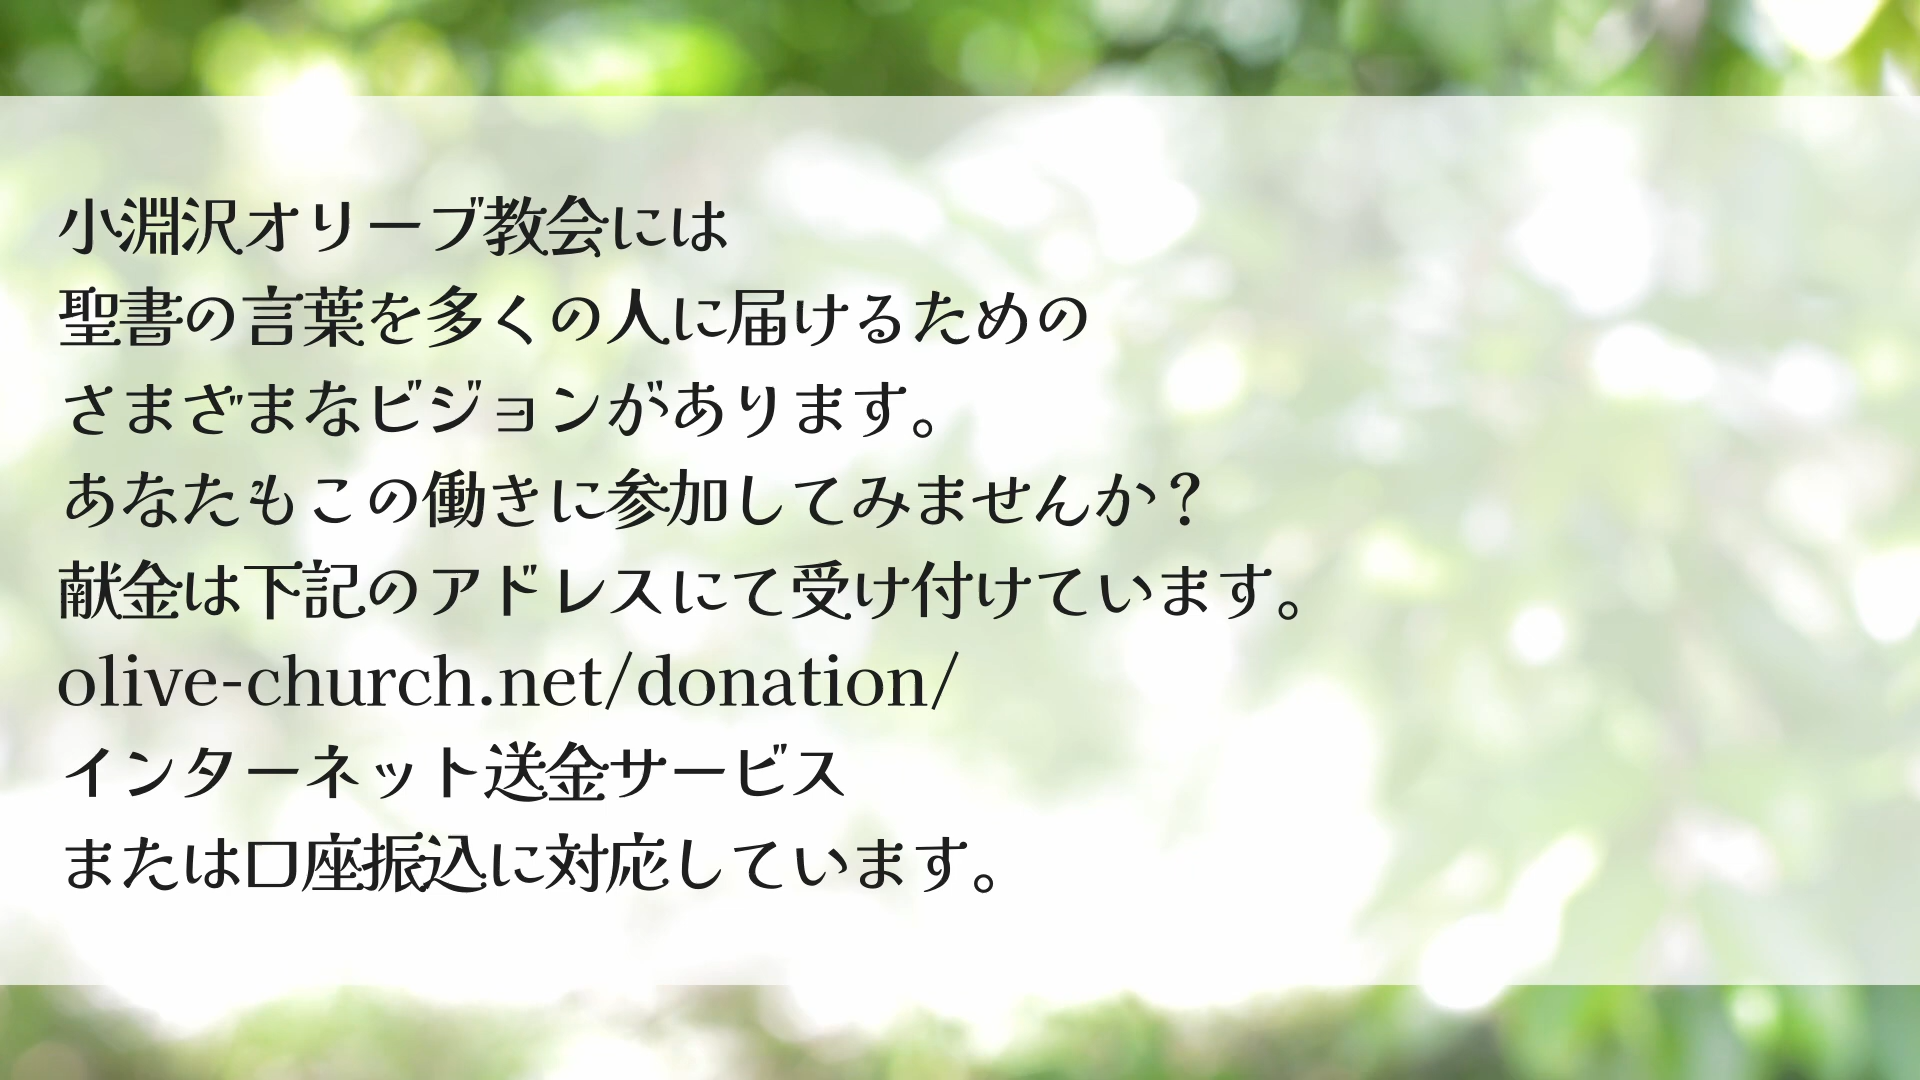 小淵沢オリーブ教会には
聖書の言葉を多くの人に届けるための
さまざまなビジョンがあります。
あなたもこの働きに参加してみませんか？
献金は下記のアドレスにて受け付けています。
olive-church.net/donation/
インターネット送金サービス
または口座振込に対応しています。